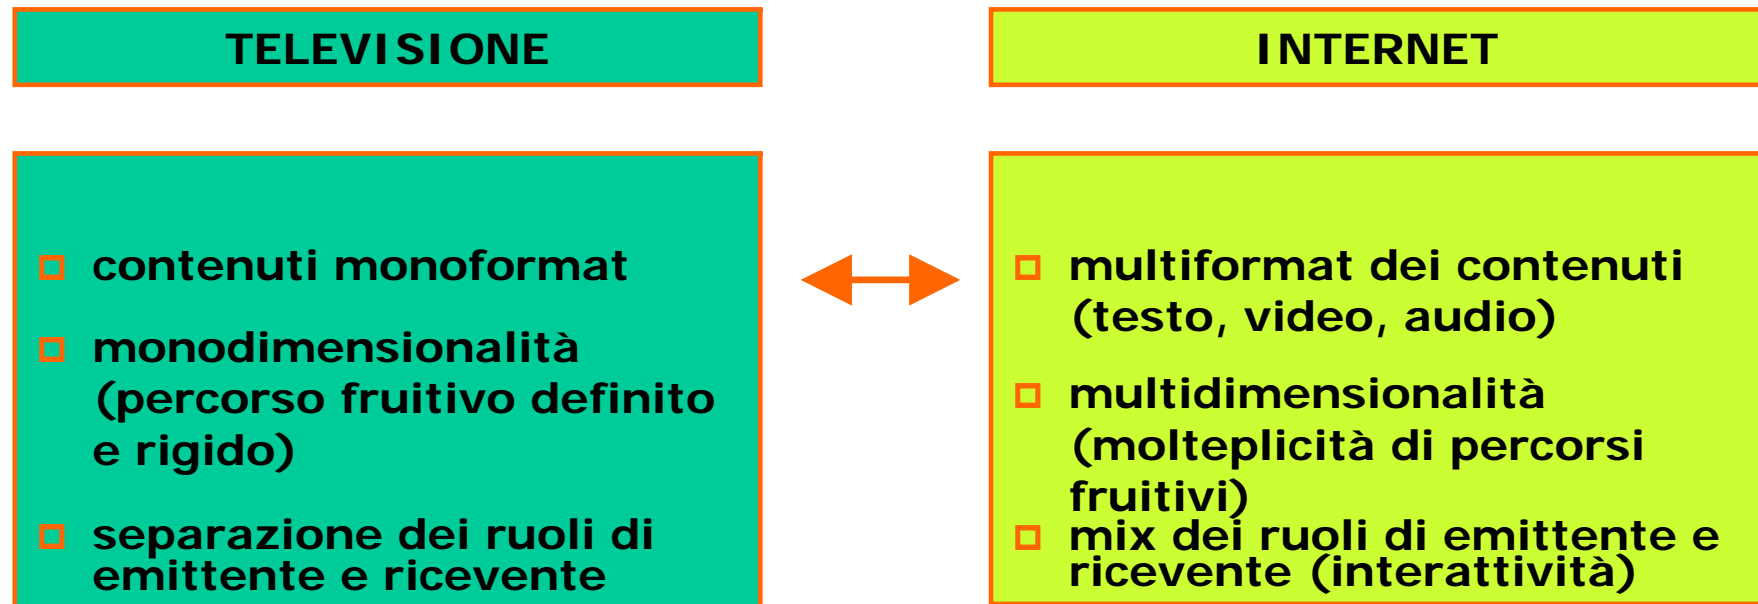 TELEVISIONE
contenuti monoformat
monodimensionalità
(percorso fruitivo definito
e rigido)
separazione dei ruoli di
emittente e ricevente
INTERNET
multiformat dei contenuti
(testo, video, audio)
multidimensionalità
(molteplicità di percorsi
fruitivi)
mix dei ruoli di emittente e
ricevente (interattività)